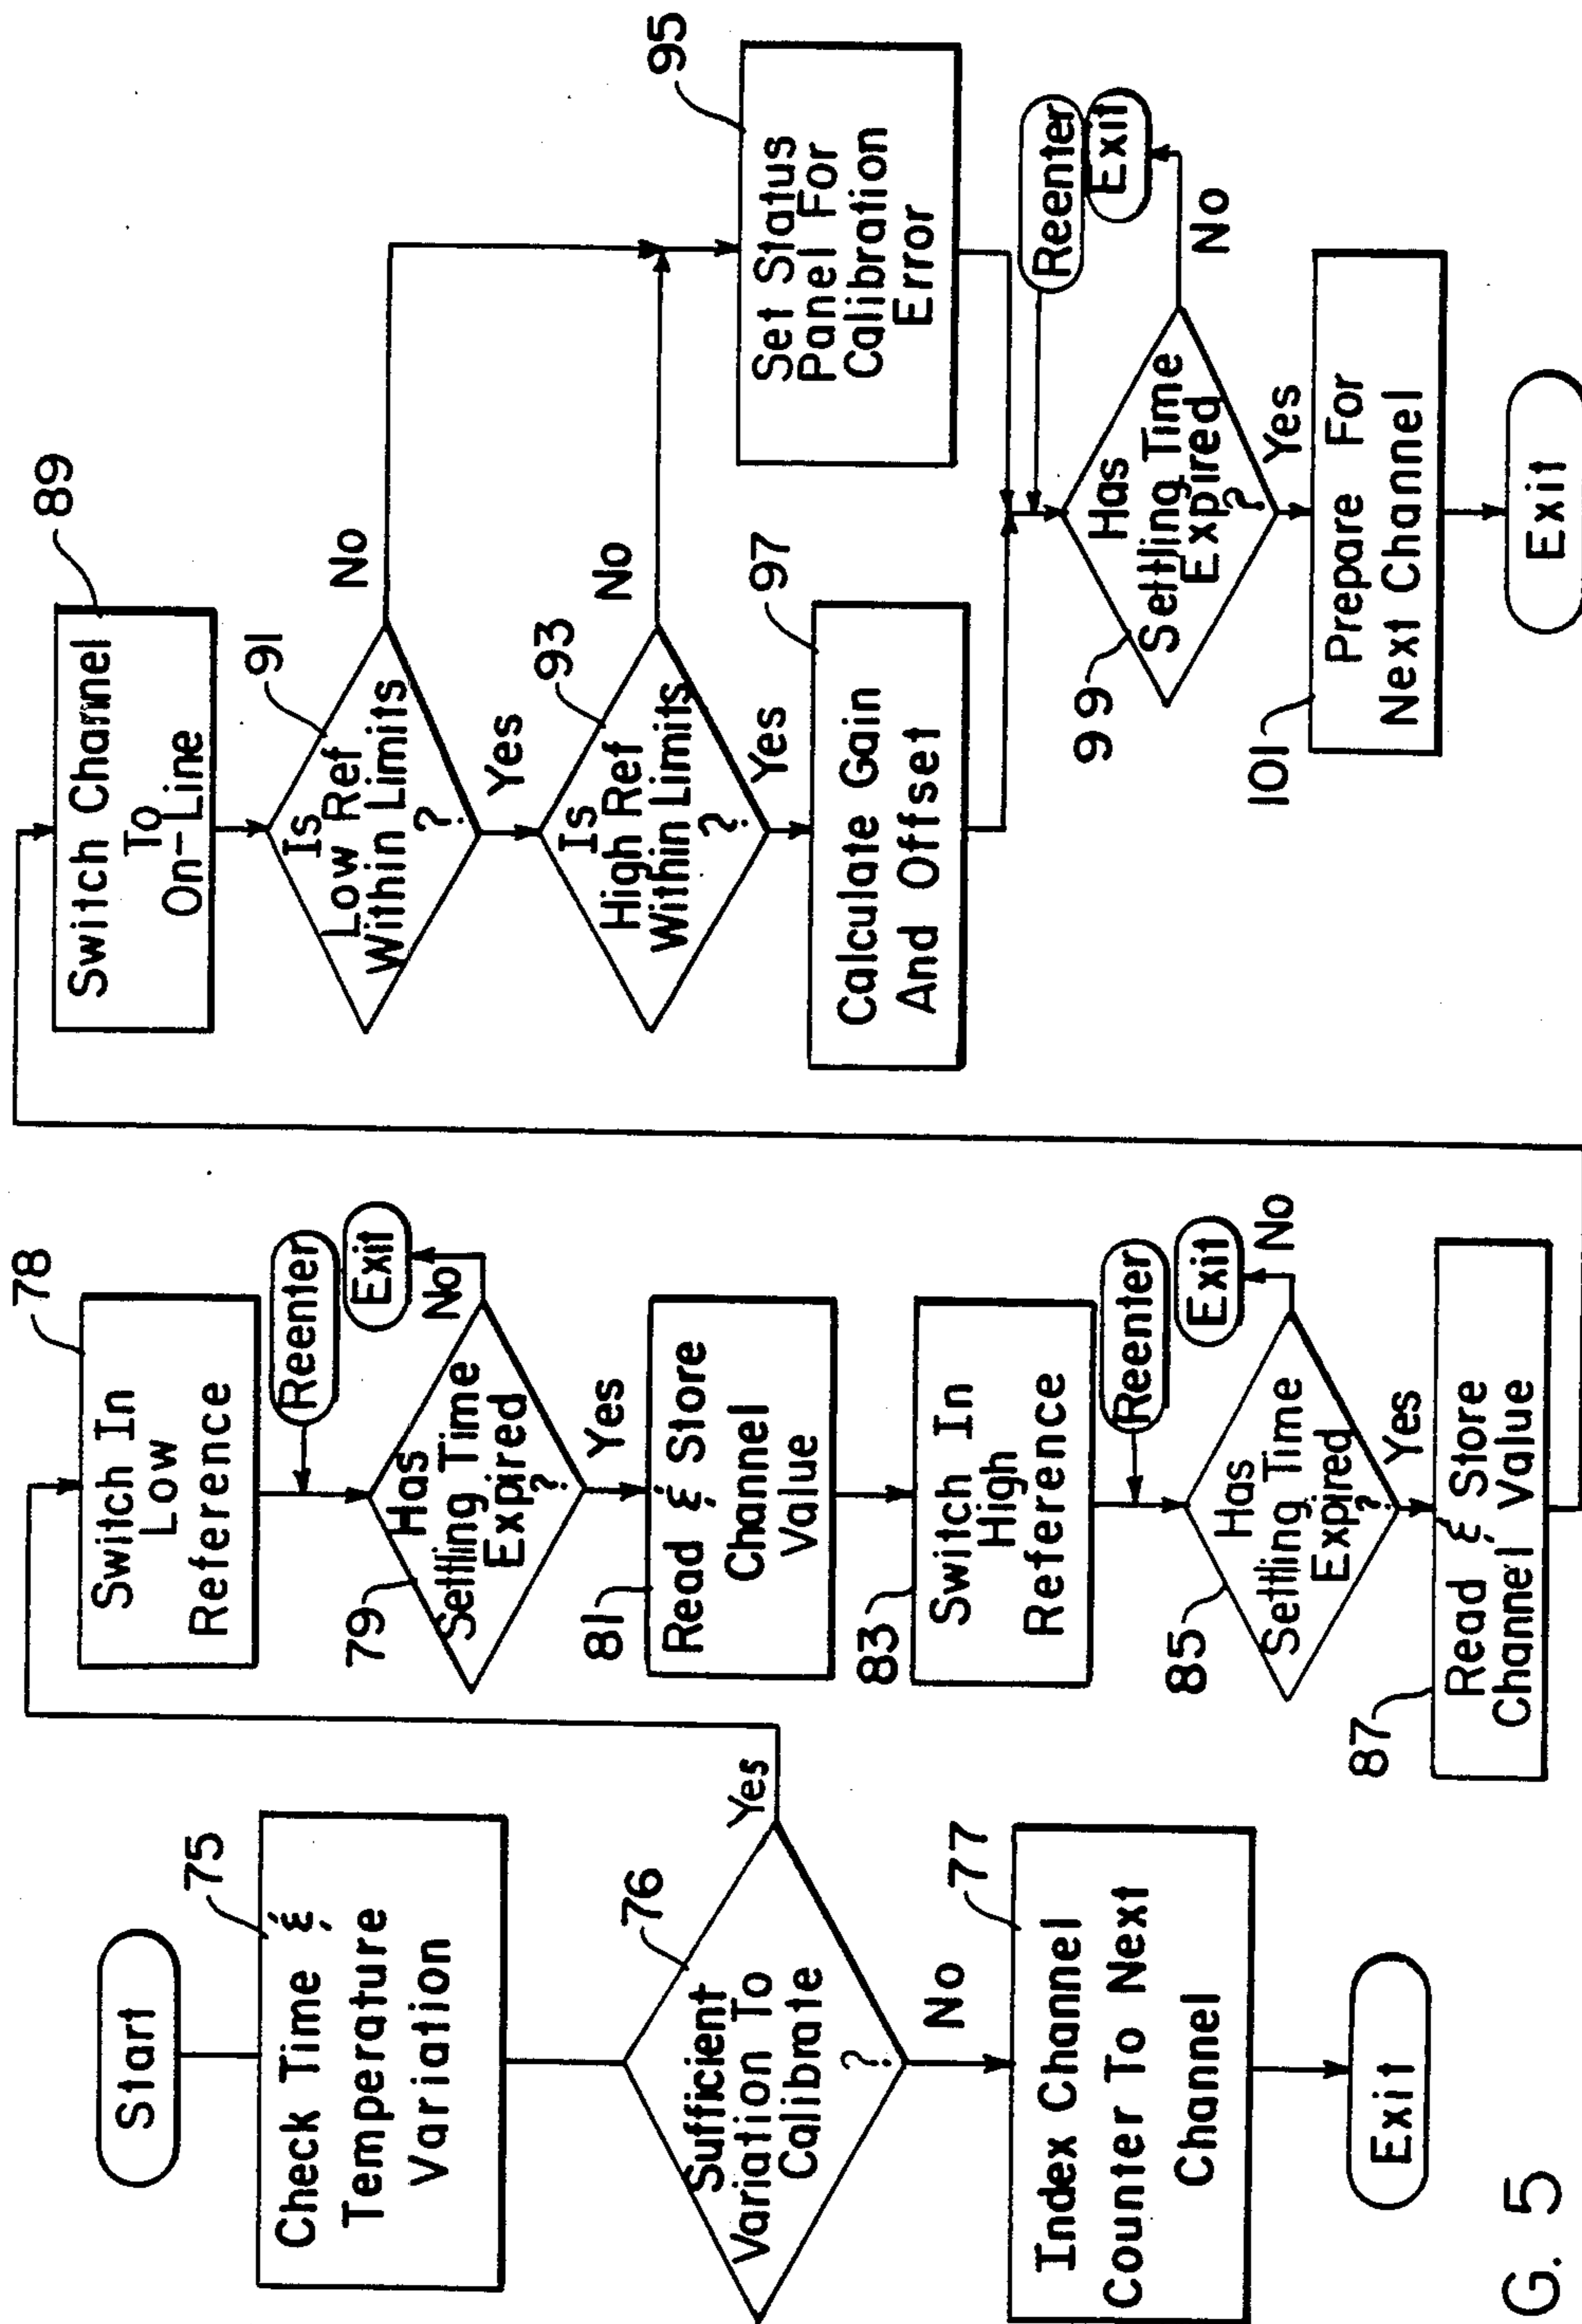 Start
75
Check Time &
Temperature
Variation
76
Sufficient
Variation To
Calibrate
?
Yes
No
77
Index Channel
Counter To Next
Channel
Exit
78
Switch In
Low
Reference
Reenter
Exit
No
79
Has
Settling Time
Expired
?
Yes
81
Read & Store
Channel
Value
83
Switch In
High
Reference
Reenter
Exit
No
85
Has
Settling Time
Expired
?
Yes
87
Read & Store
Channel Value
89
Switch Channel
To
On-Line
91
Is
Low Ref
Within Limits
?
No
Yes
93
Is
High Ref
Within Limits
?
No
Yes
95
Set Status
Panel For
Calibration
Error
97
Calculate Gain
And Offset
Reenter
Exit
No
99
Has
Settling Time
Expired
?
Yes
101
Prepare For
Next Channel
Exit
G. 5